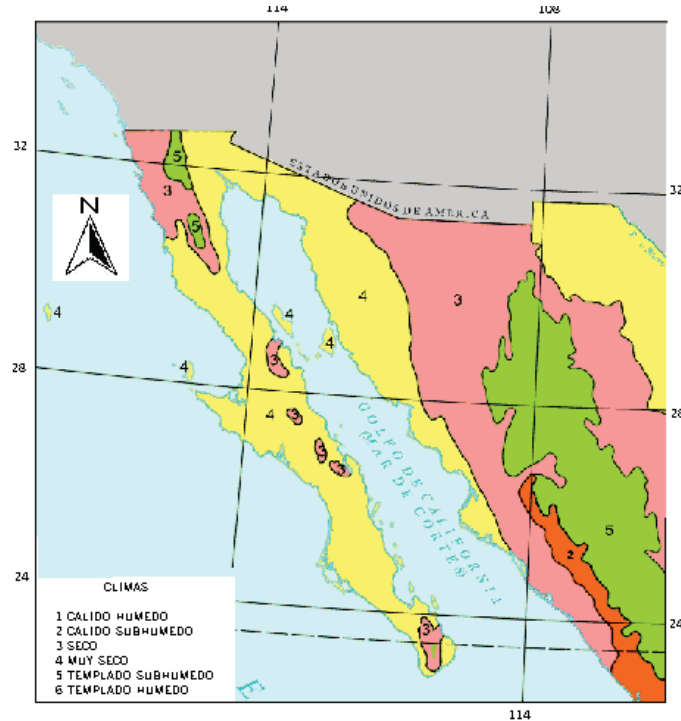 114
108
32
5
ESTADOS UNIDOS DE AMERICA
32
3
N
5
4
3
4
4
4
28
4
3
4
3
28
3
3
GOLFO DE CALIFORNIA
(MAR DE CORTES)
5
2
24
3
24
CLIMAS
1 CALIDO HUMEDO
2 CALIDO SUBHUMEDO
3 SECO
4 MUY SECO
5 TEMPLADO SUBHUMEDO
6 TEMPLADO HUMEDO
E
114